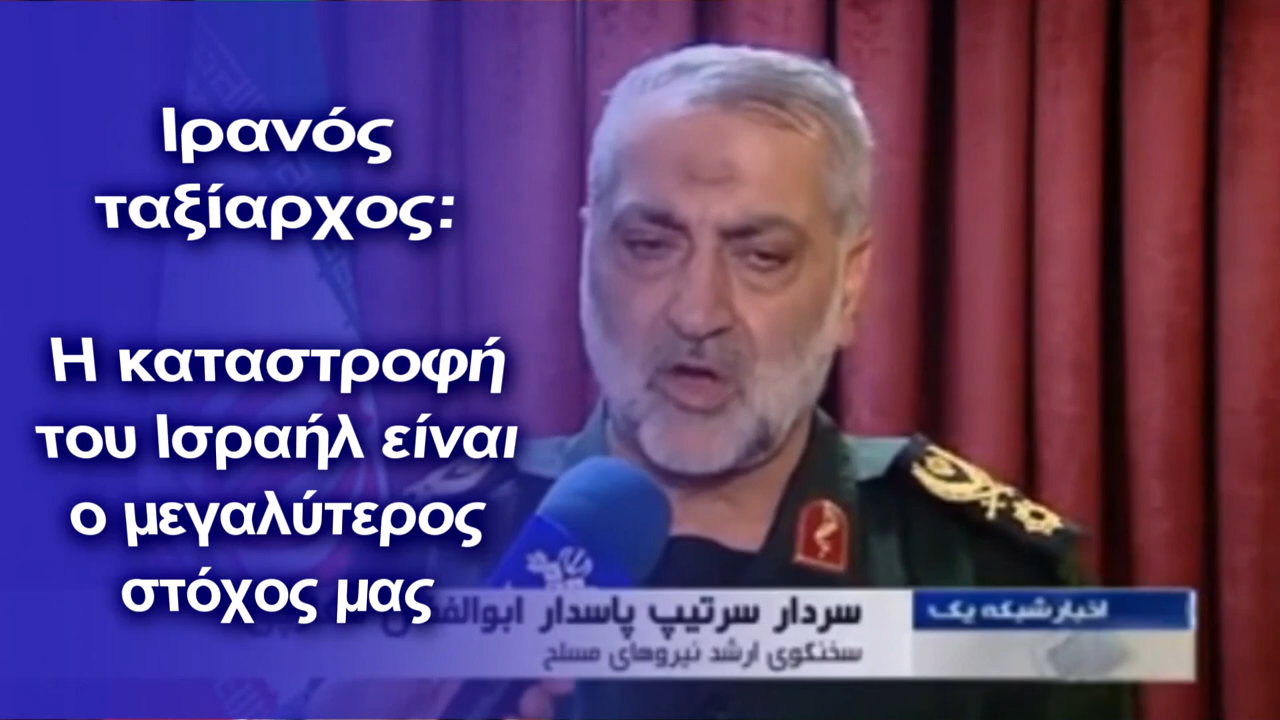 Ιρανός
ταξίαρχος:
Η καταστροφή
του Ισραήλ είναι
ο μεγαλύτερος
στόχος μας
اخبار شبکه یک
سردار سرتیپ پاسدار
سخنگوی ارشد نیروهای مسلح